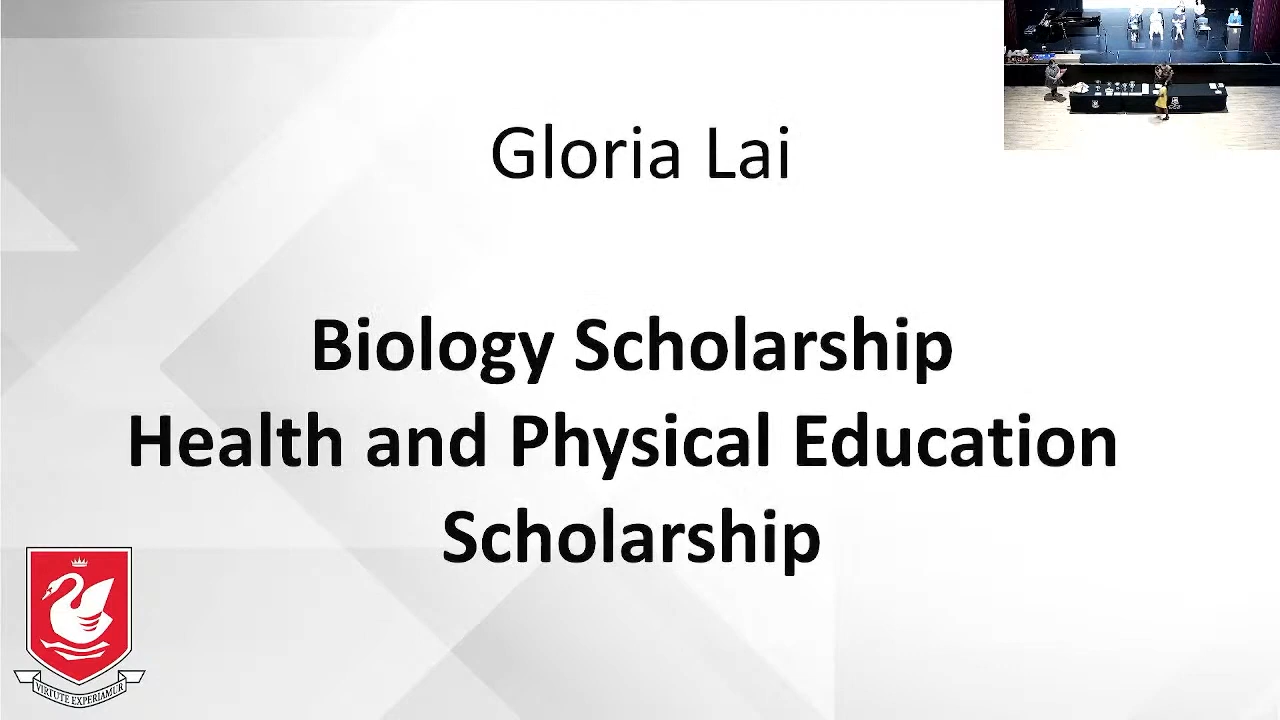 Gloria Lai
Biology Scholarship
Health and Physical Education
Scholarship
VIRTUTE EXPERIAMUR